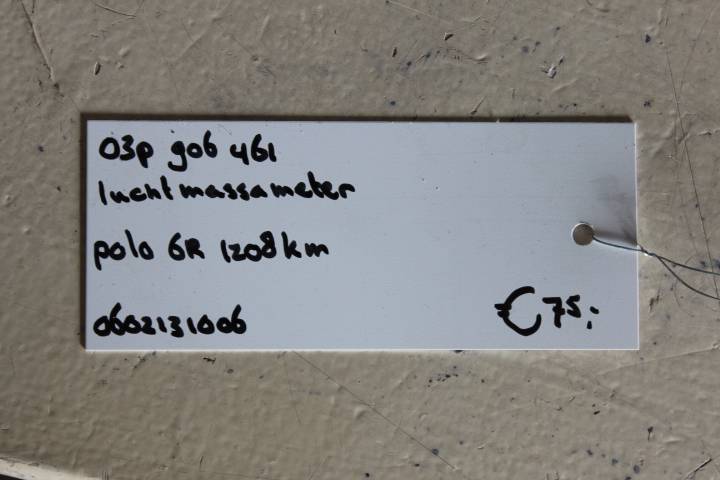 03p 906 461
luchtmassameter
polo 6R 1208km
0602131006
€75,-